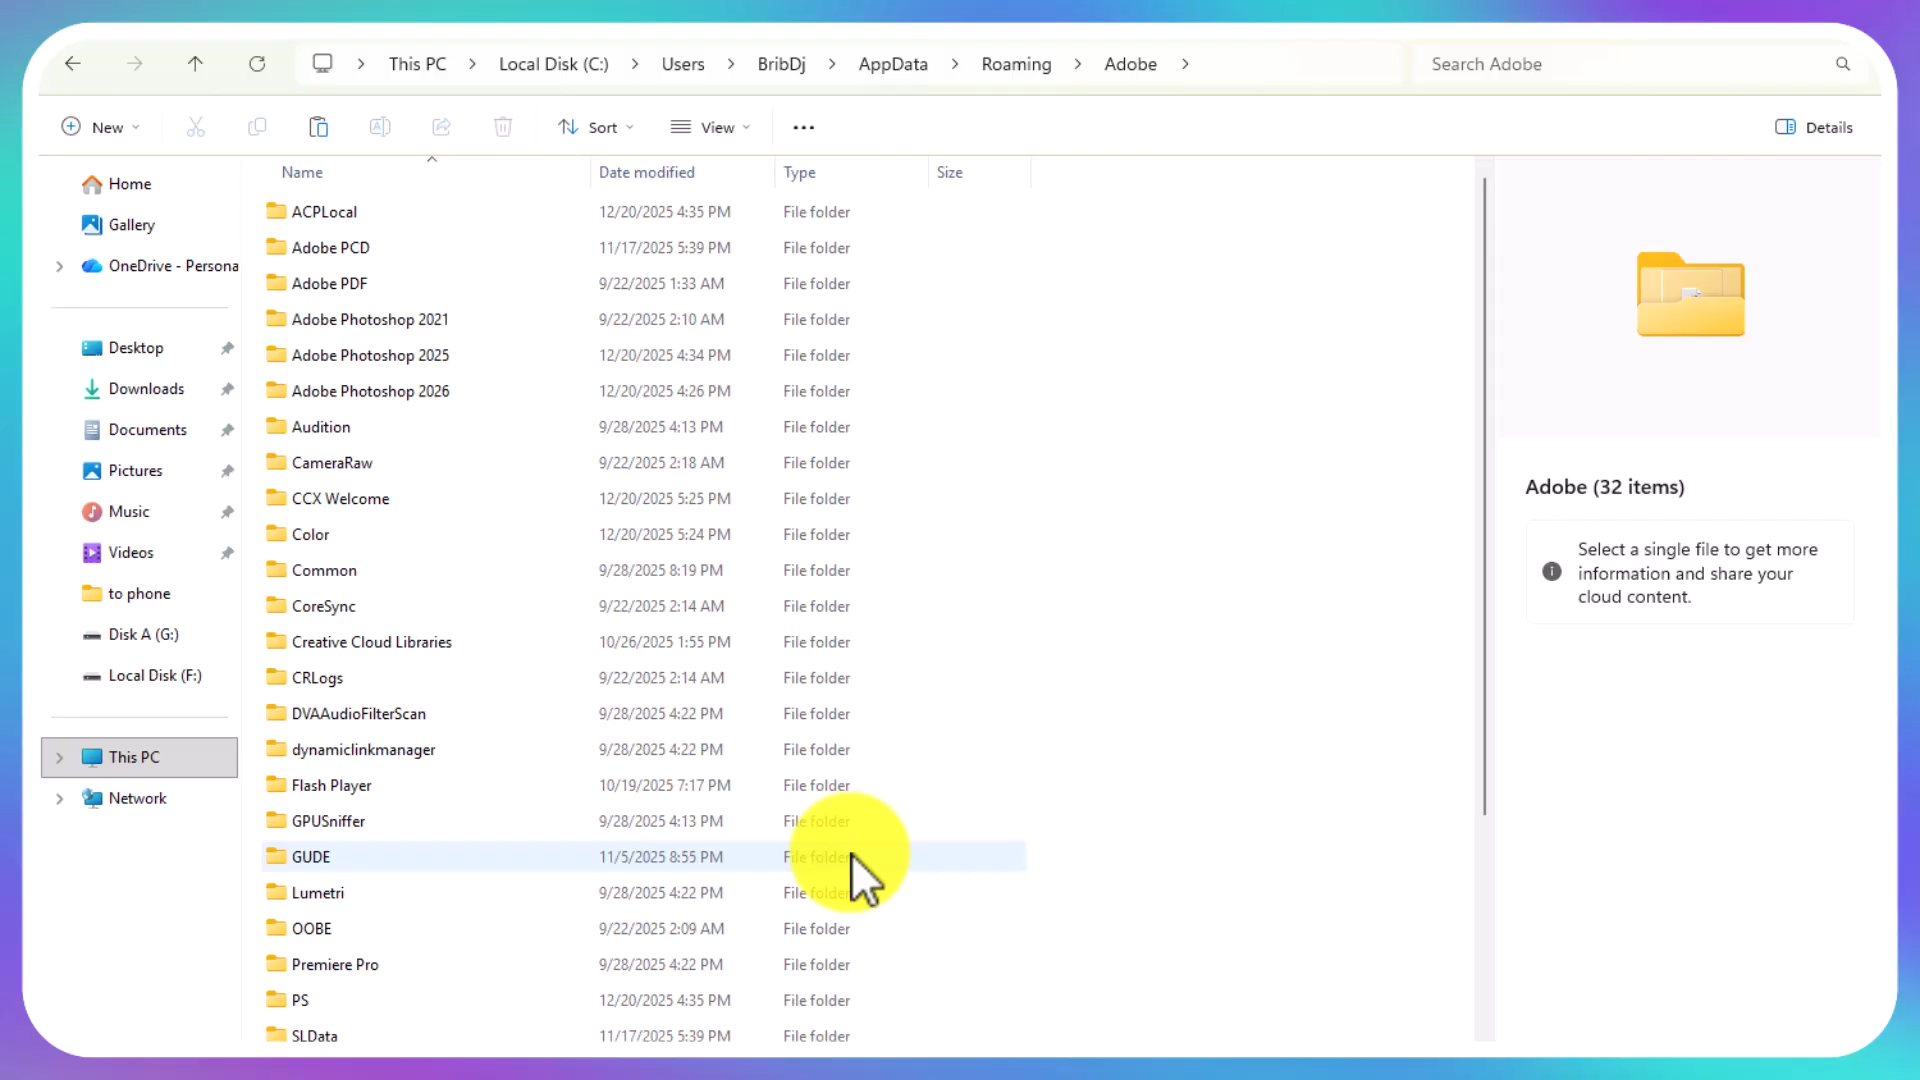 This PC > Local Disk (C:) > Users > BribDj > AppData > Roaming > Adobe >
Search Adobe
New
Sort
View
Details
Name Date modified Type Size
Home
Gallery
OneDrive - Persona
Desktop
Downloads
Documents
Pictures
Music
Videos
to phone
Disk A (G:)
Local Disk (F:)
This PC
Network
ACPLocal 12/20/2025 4:35 PM File folder
Adobe PCD 11/17/2025 5:39 PM File folder
Adobe PDF 9/22/2025 1:33 AM File folder
Adobe Photoshop 2021 9/22/2025 2:10 AM File folder
Adobe Photoshop 2025 12/20/2025 4:34 PM File folder
Adobe Photoshop 2026 12/20/2025 4:26 PM File folder
Audition 9/28/2025 4:13 PM File folder
CameraRaw 9/22/2025 2:18 AM File folder
CCX Welcome 12/20/2025 5:25 PM File folder
Color 12/20/2025 5:24 PM File folder
Common 9/28/2025 8:19 PM File folder
CoreSync 9/22/2025 2:14 AM File folder
Creative Cloud Libraries 10/26/2025 1:55 PM File folder
CRLogs 9/22/2025 2:14 AM File folder
DVAAudioFilterScan 9/28/2025 4:22 PM File folder
dynamiclinkmanager 9/28/2025 4:22 PM File folder
Flash Player 10/19/2025 7:17 PM File folder
GPUSniffer 9/28/2025 4:13 PM File folder
GUDE 11/5/2025 8:55 PM File folder
Lumetri 9/28/2025 4:22 PM File folder
OOBE 9/22/2025 2:09 AM File folder
Premiere Pro 9/28/2025 4:22 PM File folder
PS 12/20/2025 4:35 PM File folder
SLData 11/17/2025 5:39 PM File folder
Adobe (32 items)
Select a single file to get more
information and share your
cloud content.